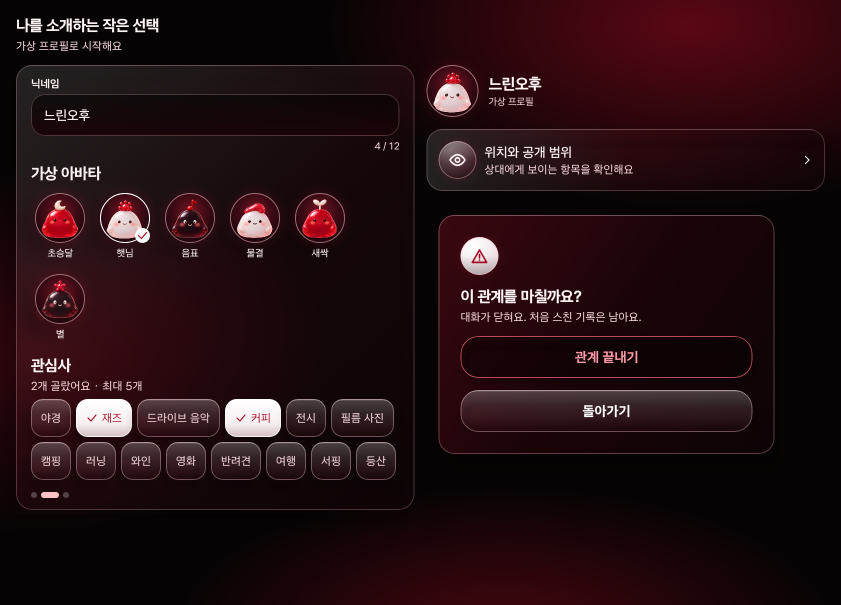 나를 소개하는 작은 선택
가상 프로필로 시작해요
닉네임
느린오후
4 / 12
가상 아바타
초승달
햇님
음표
물결
새싹
별
관심사
2개 골랐어요 · 최대 5개
야경 재즈 드라이브 음악 커피 전시 필름 사진
캠핑 러닝 와인 영화 반려견 여행 서핑 등산
느린오후
가상 프로필
위치와 공개 범위
상대에게 보이는 항목을 확인해요
이 관계를 마칠까요?
대화가 닫혀요. 처음 스친 기록은 남아요.
관계 끝내기
돌아가기